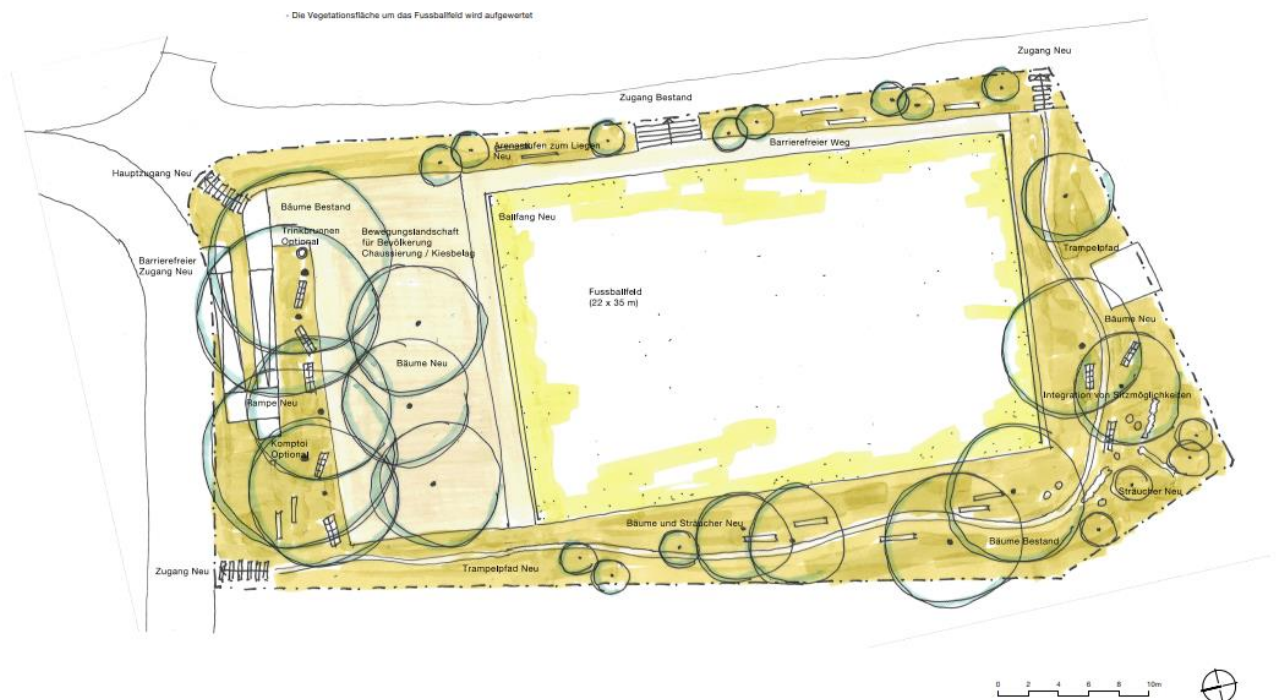 - Die Vegetationsfläche um das Fussballfeld wird aufgewertet
Zugang Neu
Zugang Bestand
Arenastufen zum Liegen
Neu
Barrierefreier Weg
Hauptzugang Neu
Bäume Bestand
Trinkbrunnen
Optional
Bewegungslandschaft
für Bevölkerung
Chaussierung / Kiesbelag
Ballfang Neu
Trampelpfad
Barrierefreier
Zugang Neu
Fussballfeld
(22 x 35 m)
Bäume Neu
Bäume Neu
Integration von Sitzmöglichkeiten
Rampe Neu
Komptoi
Optional
Sträucher Neu
Bäume und Sträucher Neu
Bäume Bestand
Zugang Neu
Trampelpfad Neu
0 2 4 6 8 10m